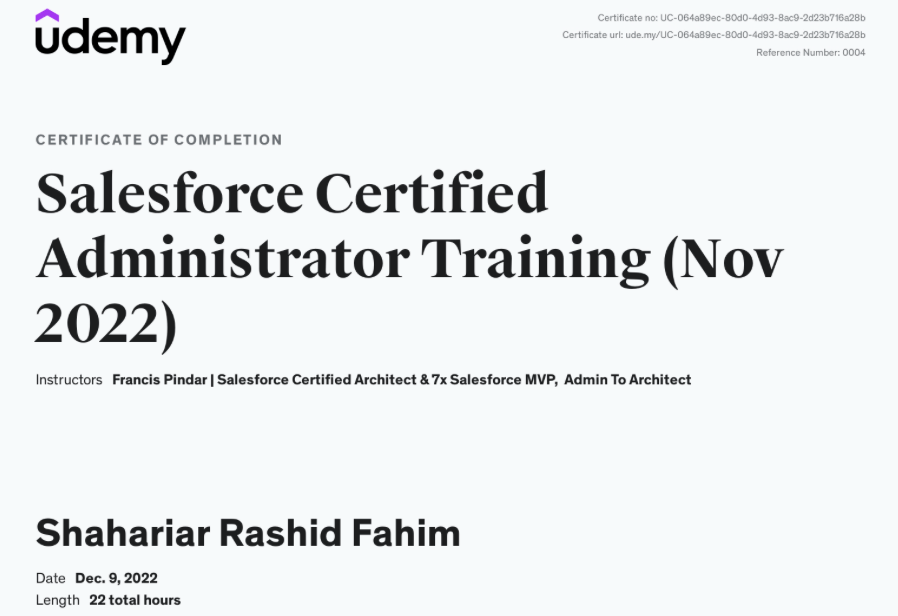 udemy
Certificate no: UC-064a89ec-80d0-4d93-8ac9-2d23b716a28b
Certificate url: ude.my/UC-064a89ec-80d0-4d93-8ac9-2d23b716a28b
Reference Number: 0004
CERTIFICATE OF COMPLETION
Salesforce Certified
Administrator Training (Nov
2022)
Instructors Francis Pindar | Salesforce Certified Architect & 7x Salesforce MVP, Admin To Architect
Shahariar Rashid Fahim
Date Dec. 9, 2022
Length 22 total hours